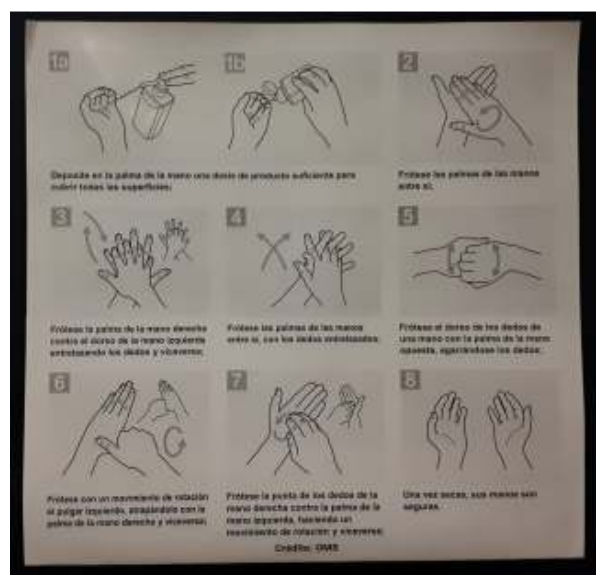 1a
1b
2
Deposite en la palma de la mano una dosis de producto suficiente para
cubrir todas las superficies;
Frótese las palmas de las manos
entre sí;
3
4
5
Frótese la palma de la mano derecha
contra el dorso de la mano izquierda
entrelazando los dedos y viceversa;
Frótese las palmas de las manos
entre sí, con los dedos entrelazados;
Frótese el dorso de los dedos de
una mano con la palma de la mano
opuesta, agarrándose los dedos;
6
7
8
Frótese con un movimiento de rotación
el pulgar izquierdo, atrapándolo con la
palma de la mano derecha y viceversa;
Frótese la punta de los dedos de la
mano derecha contra la palma de la
mano izquierda, haciendo un
movimiento de rotación y viceversa;
Una vez secas, sus manos son
seguras.
Crédito: OMS